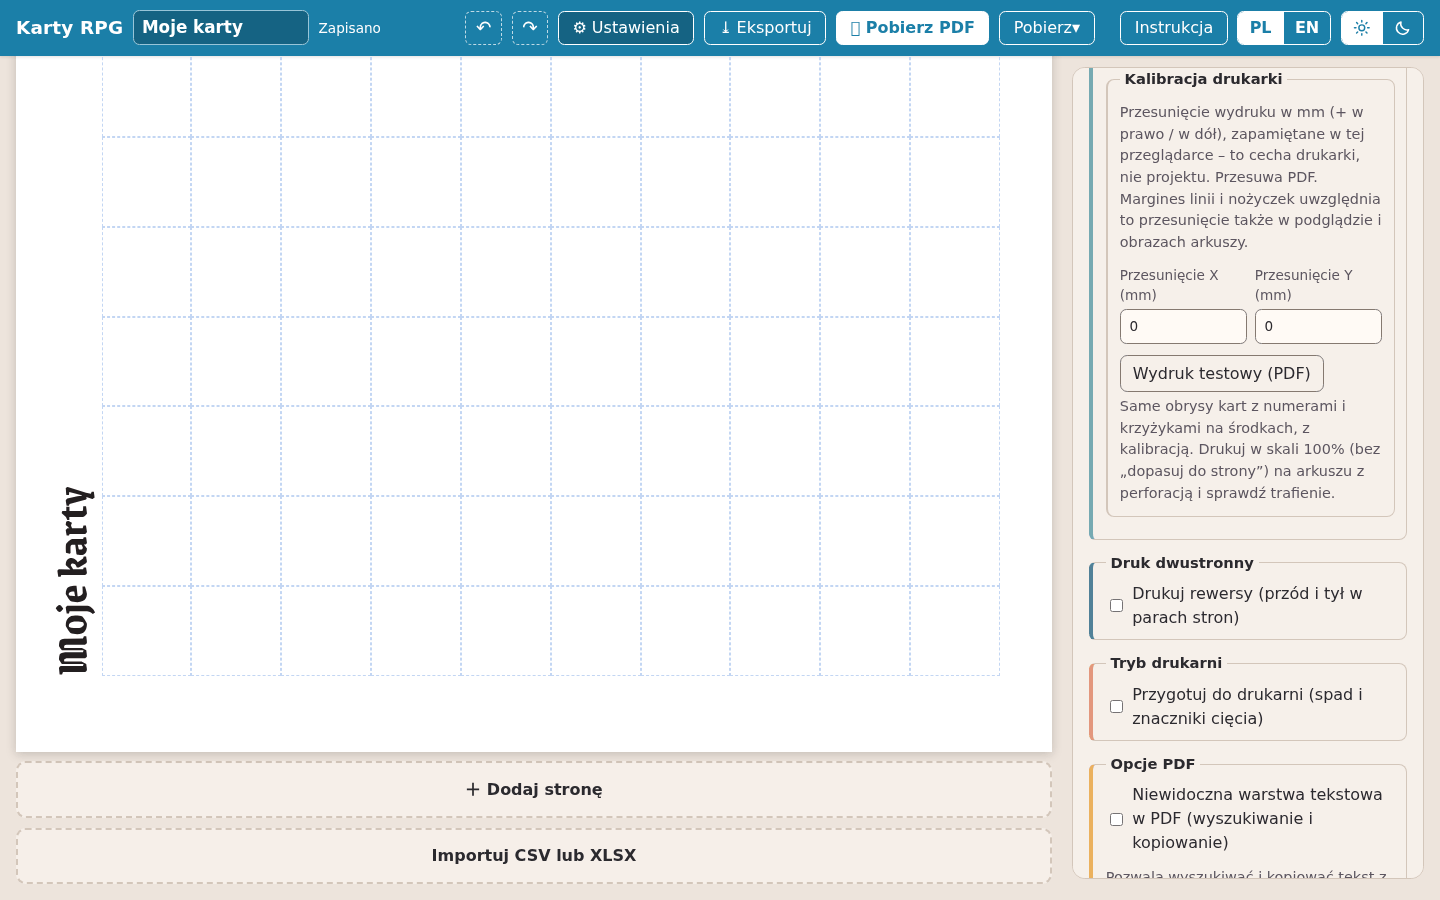 Karty RPG
Moje karty
Zapisano
↶
↷
⚙ Ustawienia
⤓ Eksportuj
Pobierz PDF
Pobierz▾
Instrukcja
PL
EN
Moje karty
+ Dodaj stronę
Importuj CSV lub XLSX
Kalibracja drukarki
Przesunięcie wydruku w mm (+ w
prawo / w dół), zapamiętane w tej
przeglądarce – to cecha drukarki,
nie projektu. Przesuwa PDF.
Margines linii i nożyczek uwzględnia
to przesunięcie także w podglądzie i
obrazach arkuszy.
Przesunięcie X
(mm)
Przesunięcie Y
(mm)
0
0
Wydruk testowy (PDF)
Same obrysy kart z numerami i
krzyżykami na środkach, z
kalibracją. Drukuj w skali 100% (bez
„dopasuj do strony”) na arkuszu z
perforacją i sprawdź trafienie.
Druk dwustronny
Drukuj rewersy (przód i tył w
parach stron)
Tryb drukarni
Przygotuj do drukarni (spad i
znaczniki cięcia)
Opcje PDF
Niewidoczna warstwa tekstowa
w PDF (wyszukiwanie i
kopiowanie)
Pozwala wyszukiwać i kopiować tekst z